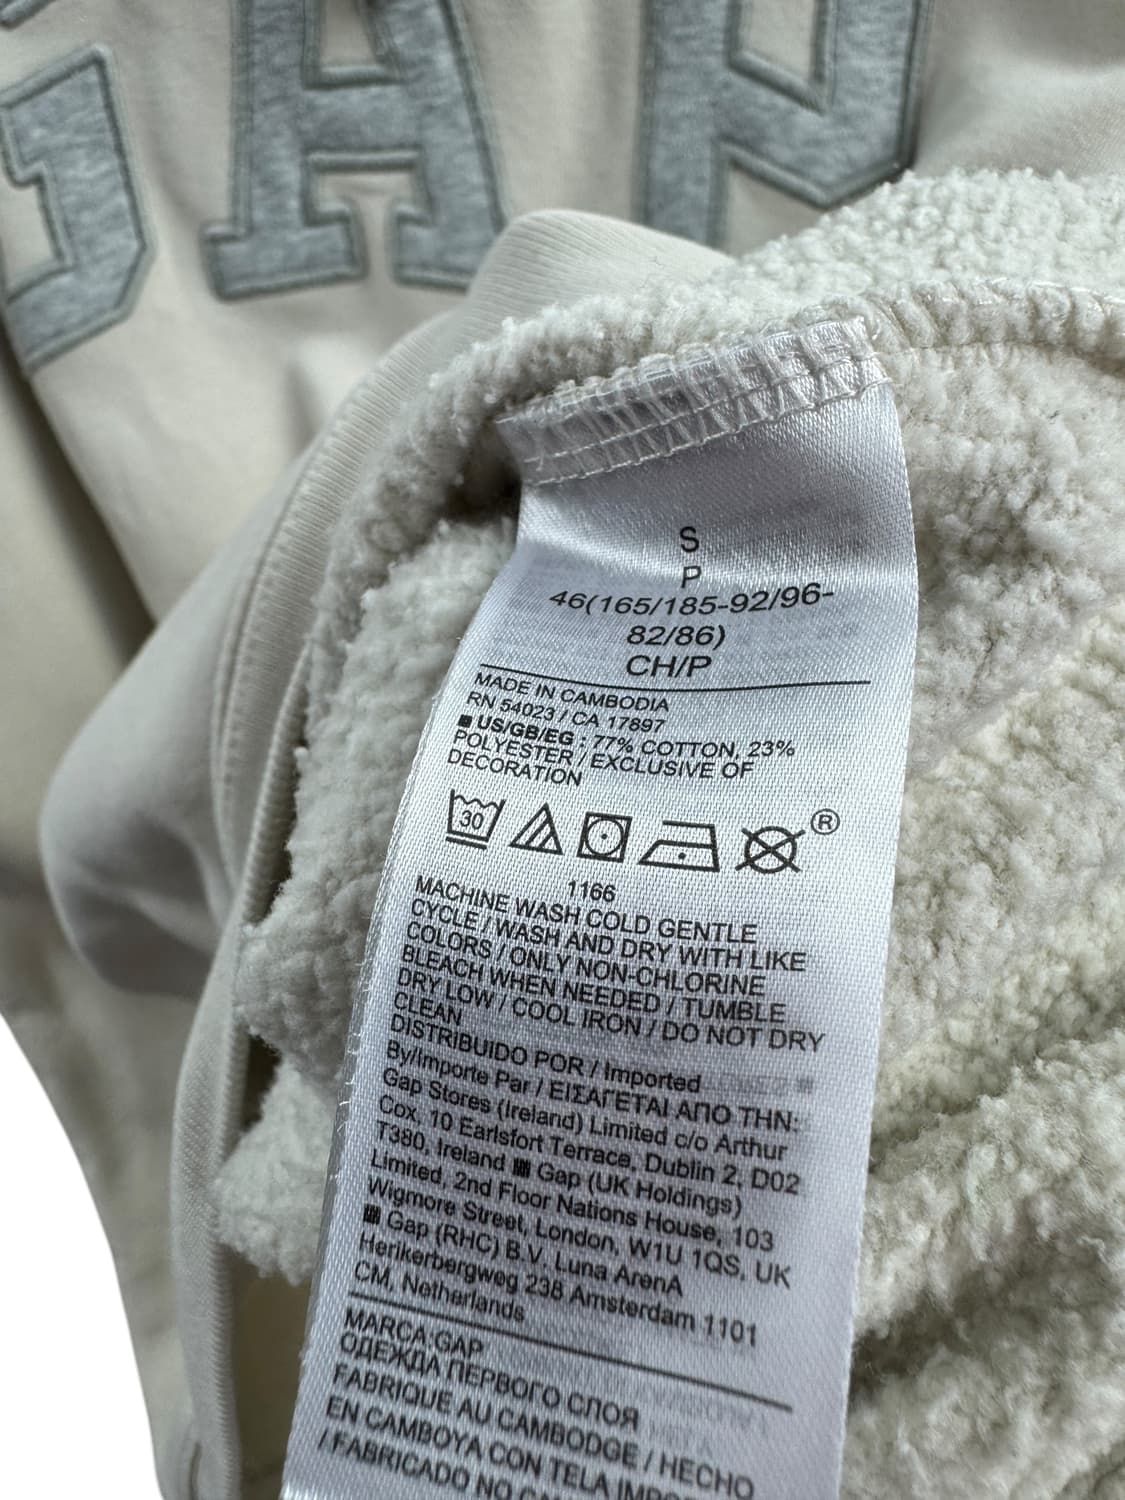 GAP
S
P
46(165/185-92/96-
82/86)
CH/P
MADE IN CAMBODIA
RN 54023 / CA 17897
■ US/GB/EG : 77% COTTON, 23%
POLYESTER / EXCLUSIVE OF
DECORATION
30
®
1166
MACHINE WASH COLD GENTLE
CYCLE / WASH AND DRY WITH LIKE
COLORS / ONLY NON-CHLORINE
BLEACH WHEN NEEDED / TUMBLE
DRY LOW / COOL IRON / DO NOT DRY
CLEAN
DISTRIBUIDO POR / Imported
By/Importe Par / ΕΙΣΑΓΕΤΑΙ ΑΠΟ ΤΗΝ:
Gap Stores (Ireland) Limited c/o Arthur
Cox, 10 Earlsfort Terrace, Dublin 2, D02
T380, Ireland ■ Gap (UK Holdings)
Limited, 2nd Floor Nations House, 103
Wigmore Street, London, W1U 1QS, UK
■ Gap (RHC) B.V. Luna ArenA
Herikerbergweg 238 Amsterdam 1101
CM, Netherlands
MARCA:GAP
ОДЕЖДА ПЕРВОГО СЛОЯ
FABRIQUE AU CAMBODGE / HECHO
EN CAMBOYA CON TELA
/ FABRICADO NO